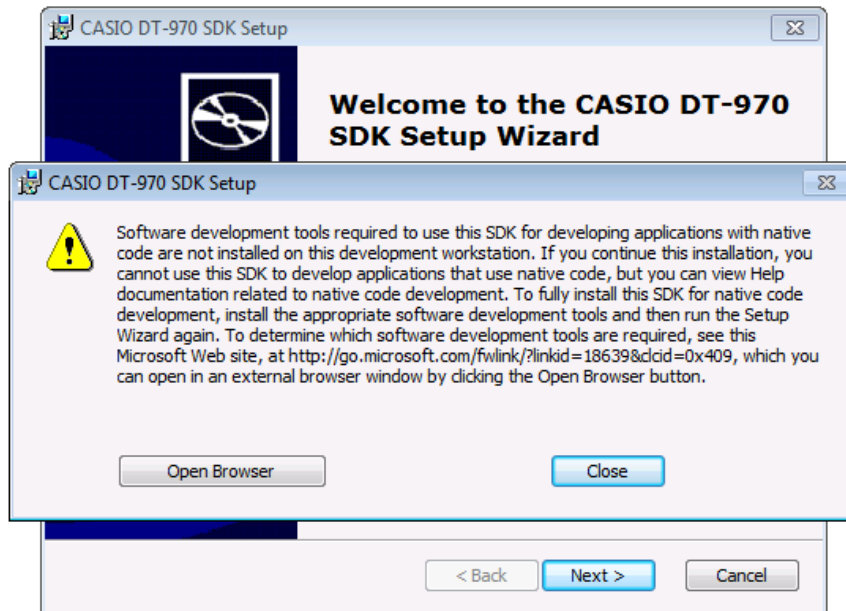 CASIO DT-970 SDK Setup
Welcome to the CASIO DT-970
SDK Setup Wizard
CASIO DT-970 SDK Setup
Software development tools required to use this SDK for developing applications with native
code are not installed on this development workstation. If you continue this installation, you
cannot use this SDK to develop applications that use native code, but you can view Help
documentation related to native code development. To fully install this SDK for native code
development, install the appropriate software development tools and then run the Setup
Wizard again. To determine which software development tools are required, see this
Microsoft Web site, at http://go.microsoft.com/fwlink/?linkid=18639&clcid=0x409, which you
can open in an external browser window by clicking the Open Browser button.
Open Browser
Close
< Back
Next >
Cancel